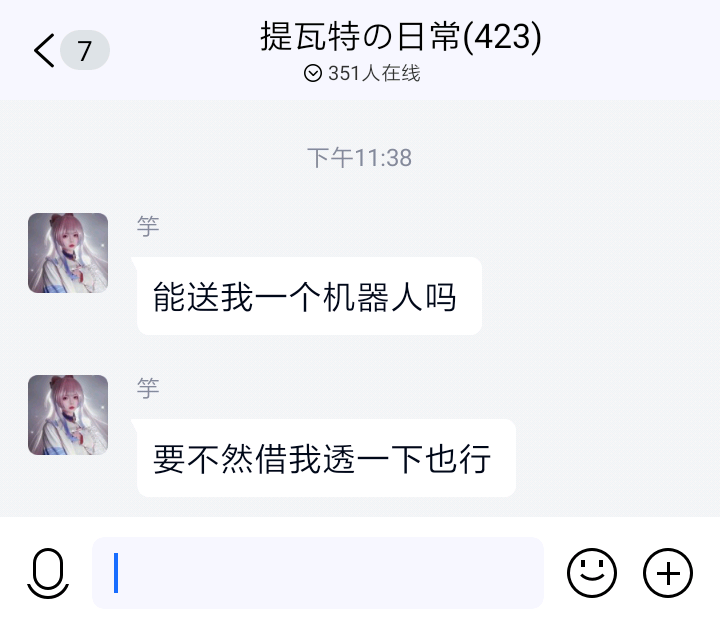 7
提瓦特の日常(423)
351人在线
下午11:38
竽
能送我一个机器人吗
竽
要不然借我透一下也行